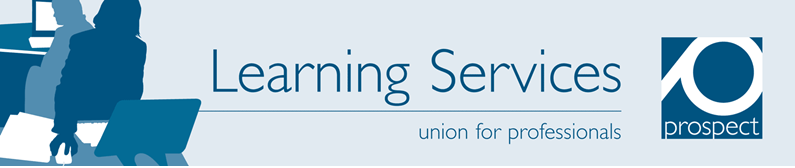 Learning Services
union for professionals
prospect